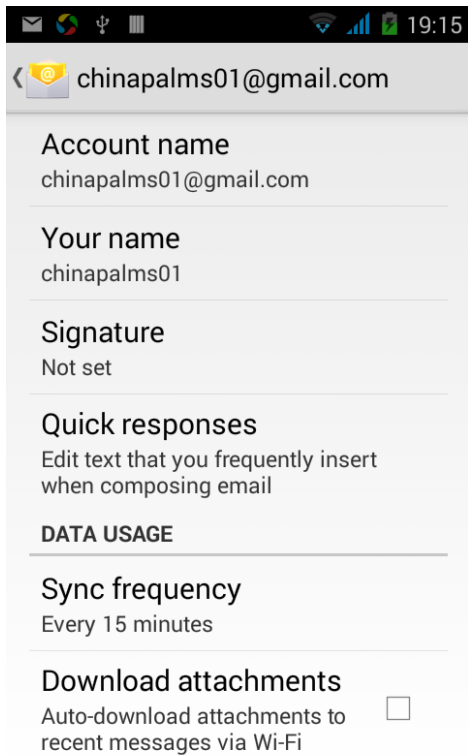 19:15
chinapalms01@gmail.com
Account name
chinapalms01@gmail.com
Your name
chinapalms01
Signature
Not set
Quick responses
Edit text that you frequently insert
when composing email
DATA USAGE
Sync frequency
Every 15 minutes
Download attachments
Auto-download attachments to
recent messages via Wi-Fi